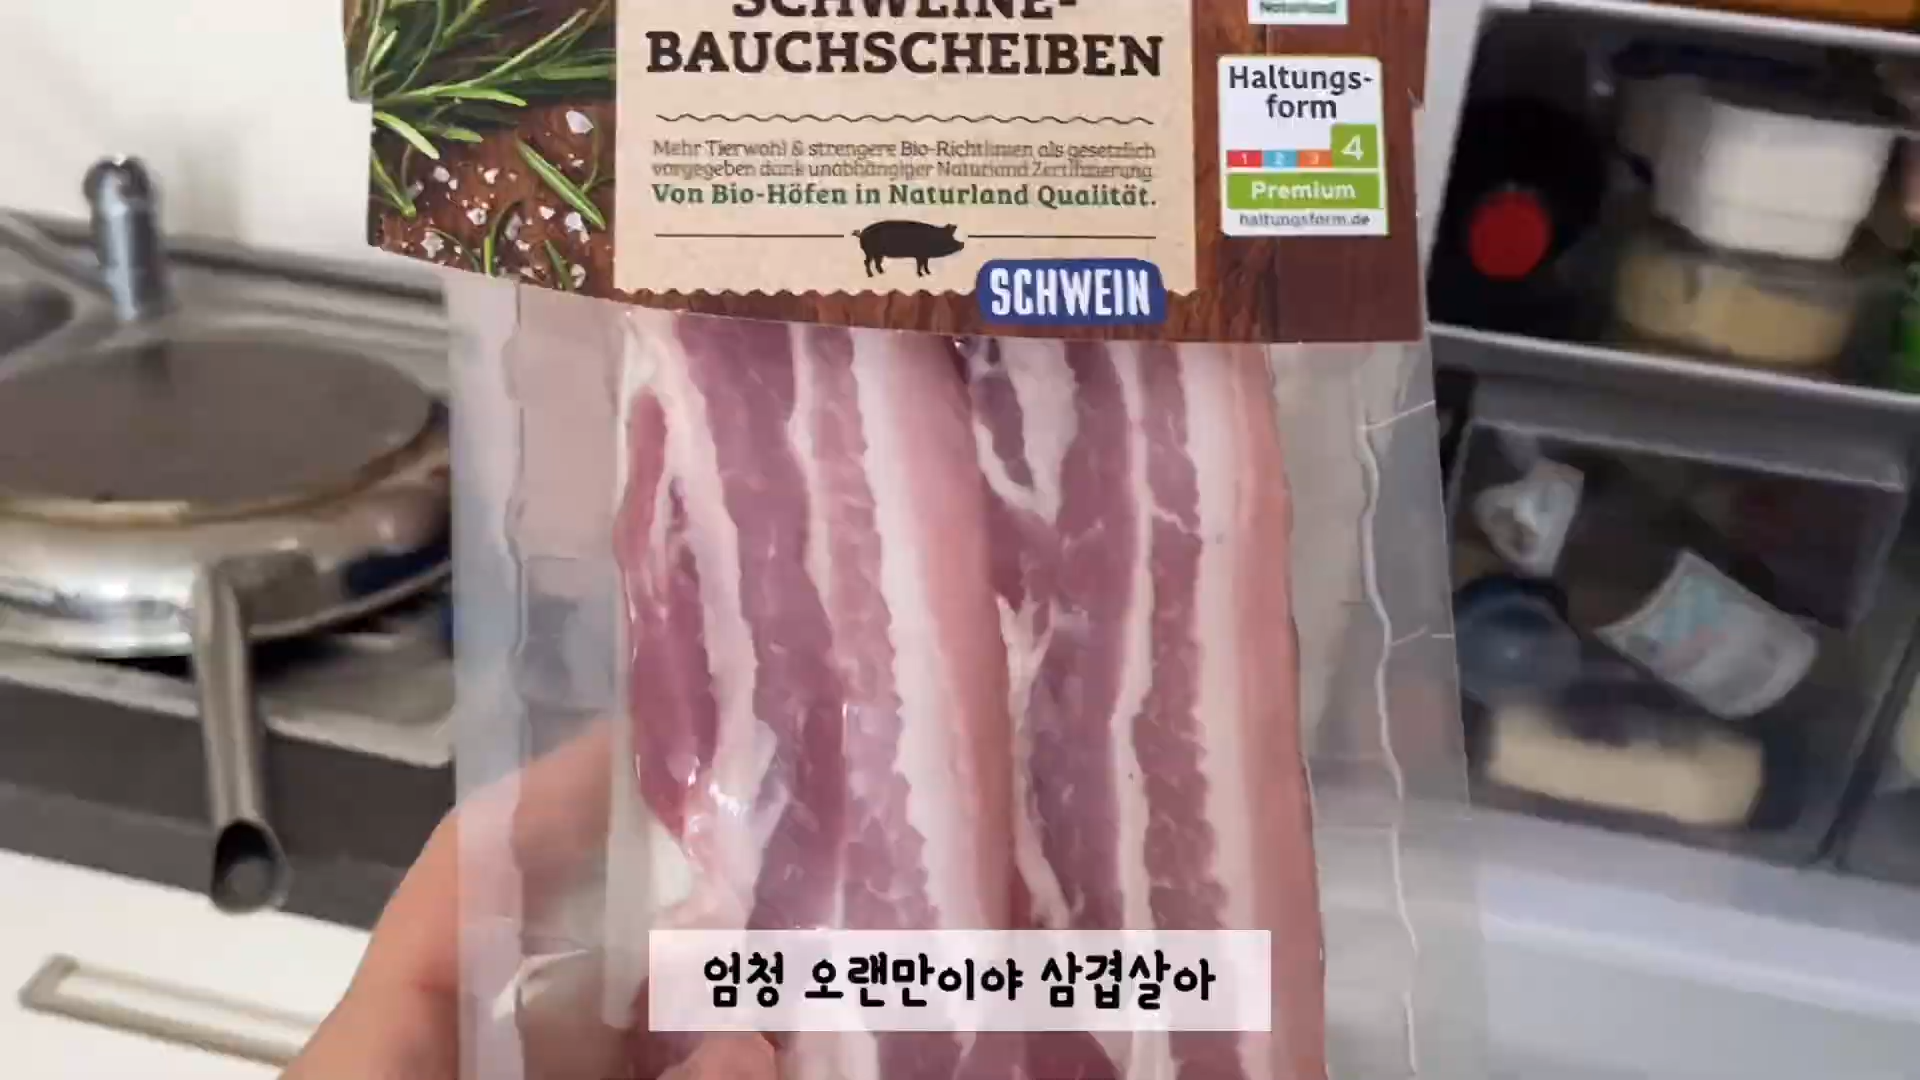 SCHWEINE-
BAUCHSCHEIBEN
Mehr Tierwohl & strengere Bio-Richtlinien als gesetzlich
vorgegeben dank unabhängiger Naturland Zertifizierung.
Von Bio-Höfen in Naturland Qualität.
SCHWEIN
Naturland
Haltungs-
form
1 2 3 4
Premium
haltungsform.de
엄청 오랜만이야 삼겹살아